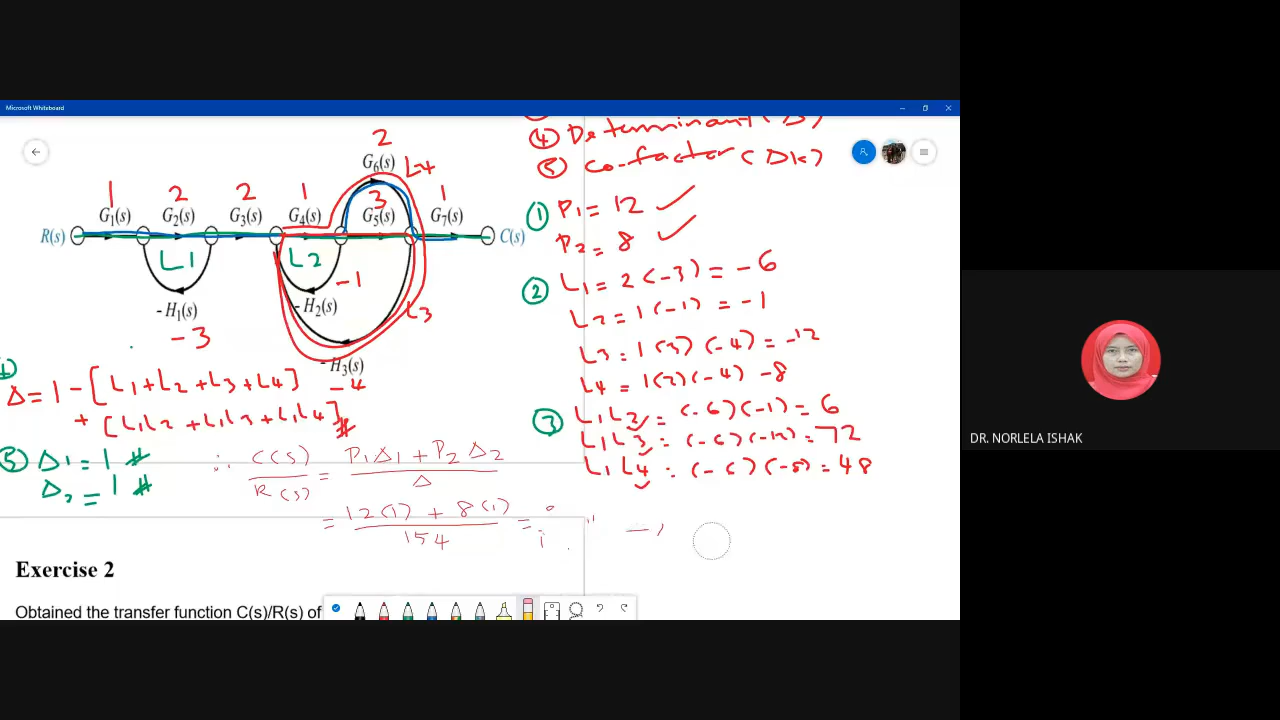 Microsoft Whiteboard
④ Determinant (Δ)
⑤ Co-factor (Δk)
2
G6(s)
L4
1 2 2 1 3 1
G1(s) G2(s) G3(s) G4(s) G5(s) G7(s)
R(s) C(s)
L1 L2
-1
- H1(s) - H2(s) L3
-3
- H3(s)
-4
① P1 = 12 ✓
P2 = 8 ✓
② L1 = 2(-3) = -6
L2 = 1(-1) = -1
L3 = 1(3)(-4) = -12
L4 = 1(2)(-4) -8
③ L1L2 = (-6)(-1) = 6
L1L3 = (-6)(-12) = 72
L1L4 = (-6)(-8) = 48
Δ = 1 - [L1 + L2 + L3 + L4]
+ [L1L2 + L1L3 + L1L4] #
⑤ Δ1 = 1 #
Δ2 = 1 #
∴ C(s)/R(s) = P1Δ1 + P2Δ2/Δ
= 12(1) + 8(1)/154 =
Exercise 2
Obtained the transfer function C(s)/R(s) of
DR. NORLELA ISHAK